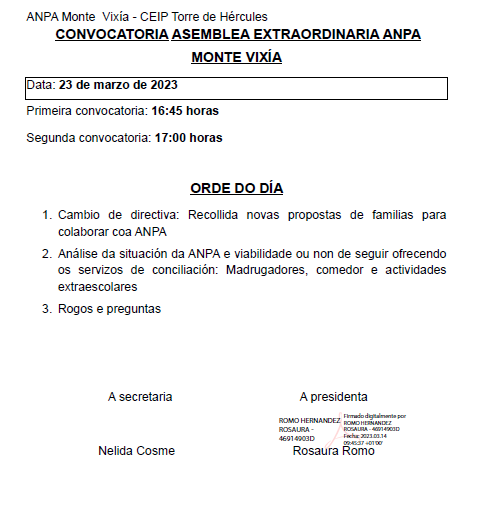 ANPA Monte Vixía - CEIP Torre de Hércules
CONVOCATORIA ASEMBLEA EXTRAORDINARIA ANPA
MONTE VIXÍA
Data: 23 de marzo de 2023
Primeira convocatoria: 16:45 horas
Segunda convocatoria: 17:00 horas
ORDE DO DÍA
1. Cambio de directiva: Recollida novas propostas de familias para
colaborar coa ANPA
2. Análise da situación da ANPA e viabilidade ou non de seguir ofrecendo
os servizos de conciliación: Madrugadores, comedor e actividades
extraescolares
3. Rogos e preguntas
A secretaria
A presidenta
ROMO HERNANDEZ
ROSAURA -
46914903D
Firmado digitalmente por
ROMO HERNANDEZ
ROSAURA - 46914903D
Fecha: 2023.03.14
09:45:37 +01'00'
Nelida Cosme
Rosaura Romo